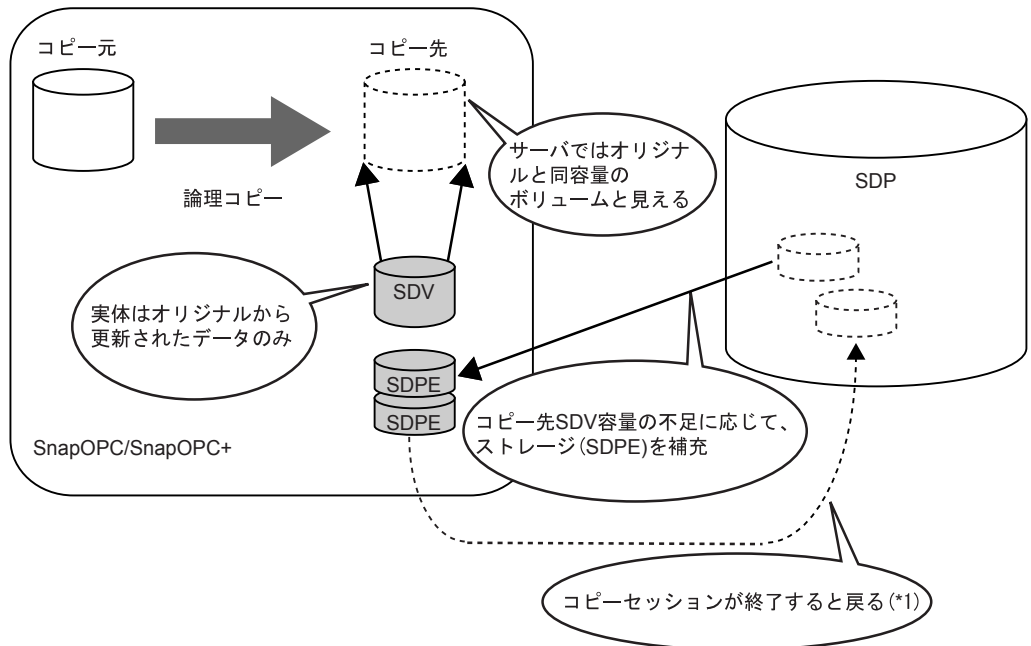 コピー元
コピー先
論理コピー
サーバではオリジナ
ルと同容量の
ボリュームと見える
SDP
実体はオリジナルから
更新されたデータのみ
SDV
SDPE
SDPE
コピー先SDV容量の不足に応じて、
ストレージ(SDPE)を補充
SnapOPC/SnapOPC+
コピーセッションが終了すると戻る(*1)